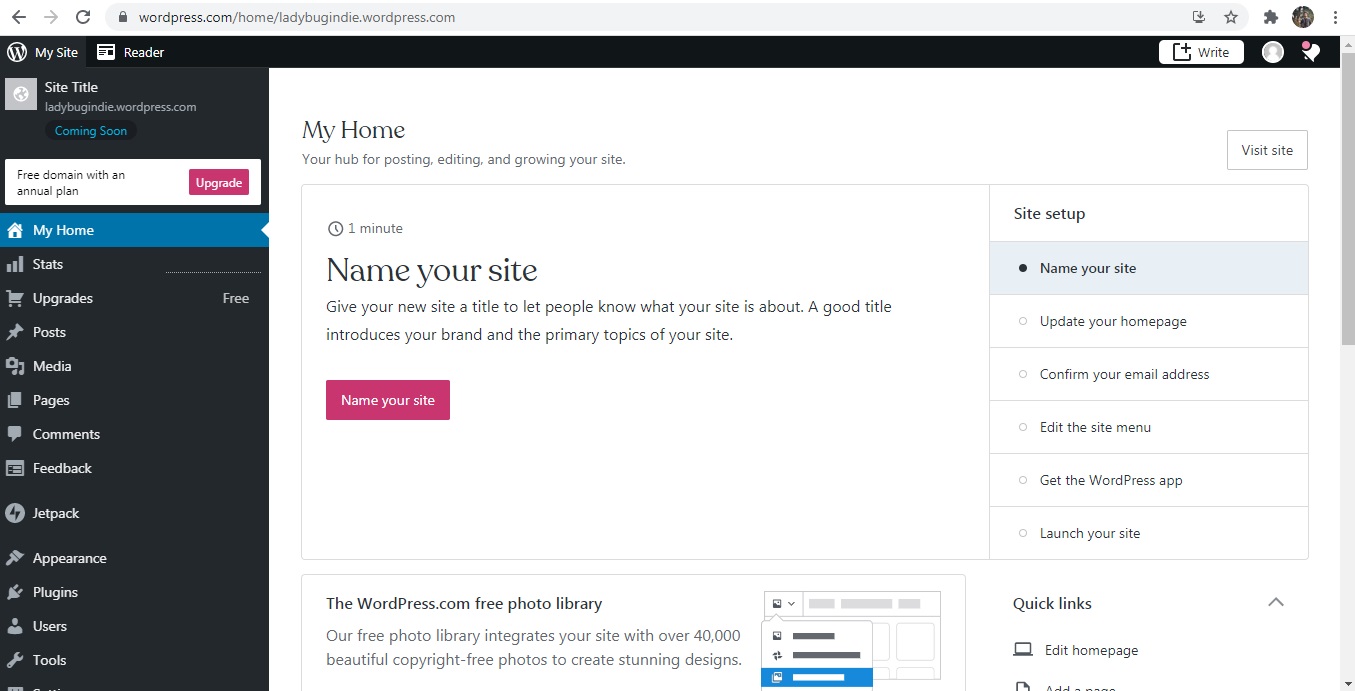 wordpress.com/home/ladybugindie.wordpress.com
My Site
Reader
Write
Site Title
ladybugindie.wordpress.com
Coming Soon
Free domain with an
annual plan
Upgrade
My Home
Stats
Upgrades
Free
Posts
Media
Pages
Comments
Feedback
Jetpack
Appearance
Plugins
Users
Tools
My Home
Your hub for posting, editing, and growing your site.
Visit site
1 minute
Name your site
Give your new site a title to let people know what your site is about. A good title
introduces your brand and the primary topics of your site.
Name your site
Site setup
Name your site
Update your homepage
Confirm your email address
Edit the site menu
Get the WordPress app
Launch your site
The WordPress.com free photo library
Our free photo library integrates your site with over 40,000
beautiful copyright-free photos to create stunning designs.
Quick links
Edit homepage
Add a page